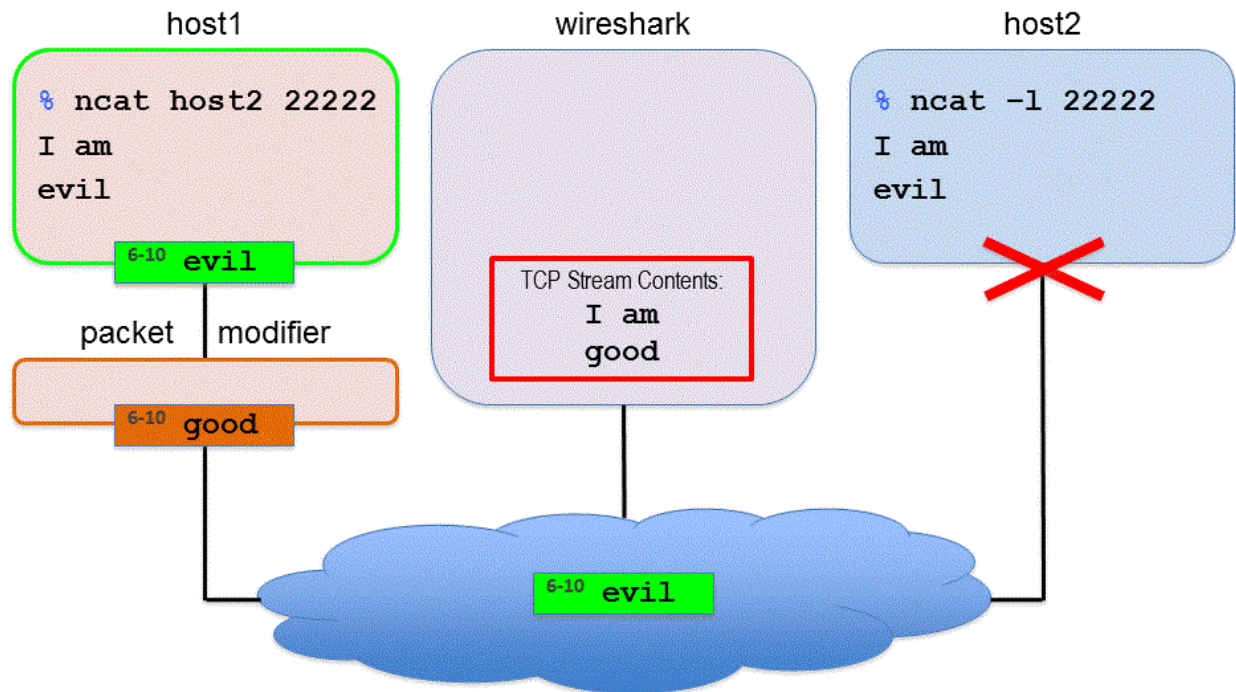 host1
wireshark
host2
% ncat host2 22222
I am
evil
% ncat –l 22222
I am
evil
6-10 evil
TCP Stream Contents:
I am
good
packet modifier
6-10 good
6-10 evil